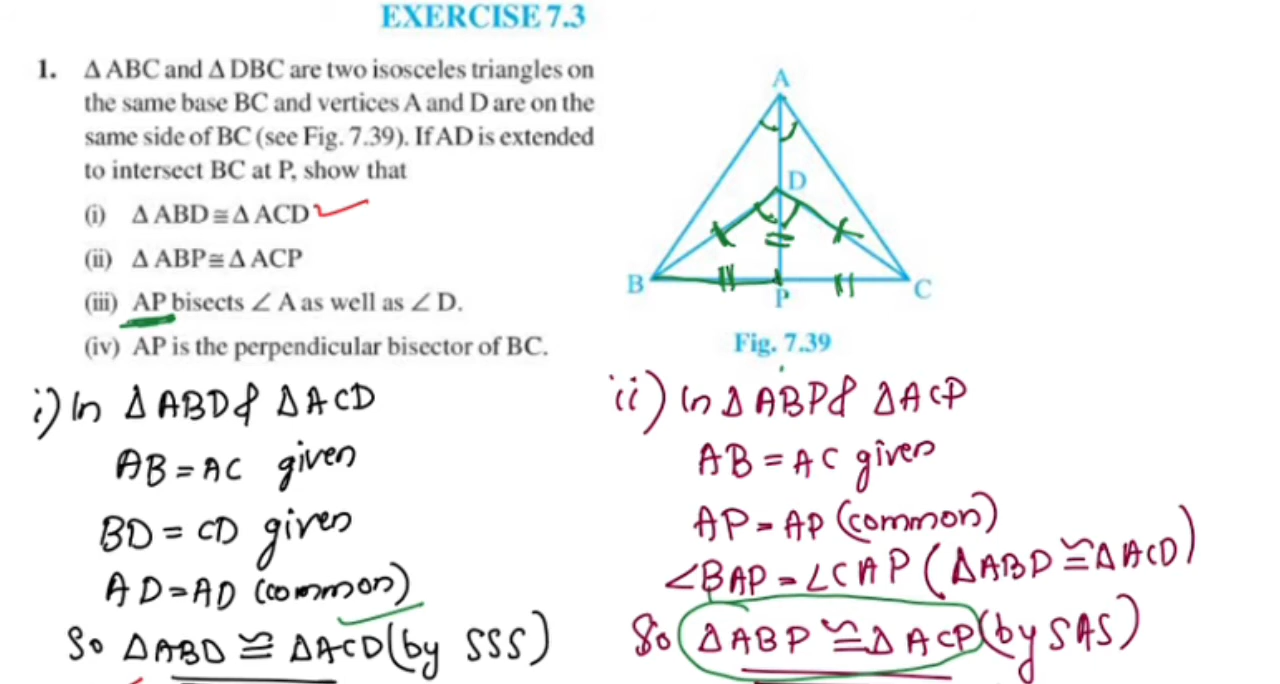 EXERCISE 7.3
1. Δ ABC and Δ DBC are two isosceles triangles on
the same base BC and vertices A and D are on the
same side of BC (see Fig. 7.39). If AD is extended
to intersect BC at P, show that
(i) Δ ABD ≅ Δ ACD
(ii) Δ ABP ≅ Δ ACP
(iii) AP bisects ∠ A as well as ∠ D.
(iv) AP is the perpendicular bisector of BC.
A
D
B
P
C
Fig. 7.39
i) In Δ ABD & Δ ACD
AB = AC given
BD = CD given
AD = AD (common)
So Δ ABD ≅ Δ ACD (by SSS)
ii) In Δ ABP & Δ ACP
AB = AC given
AP = AP (common)
∠BAP = ∠CAP (Δ ABD ≅ Δ ACD)
So Δ ABP ≅ Δ ACP (by SAS)